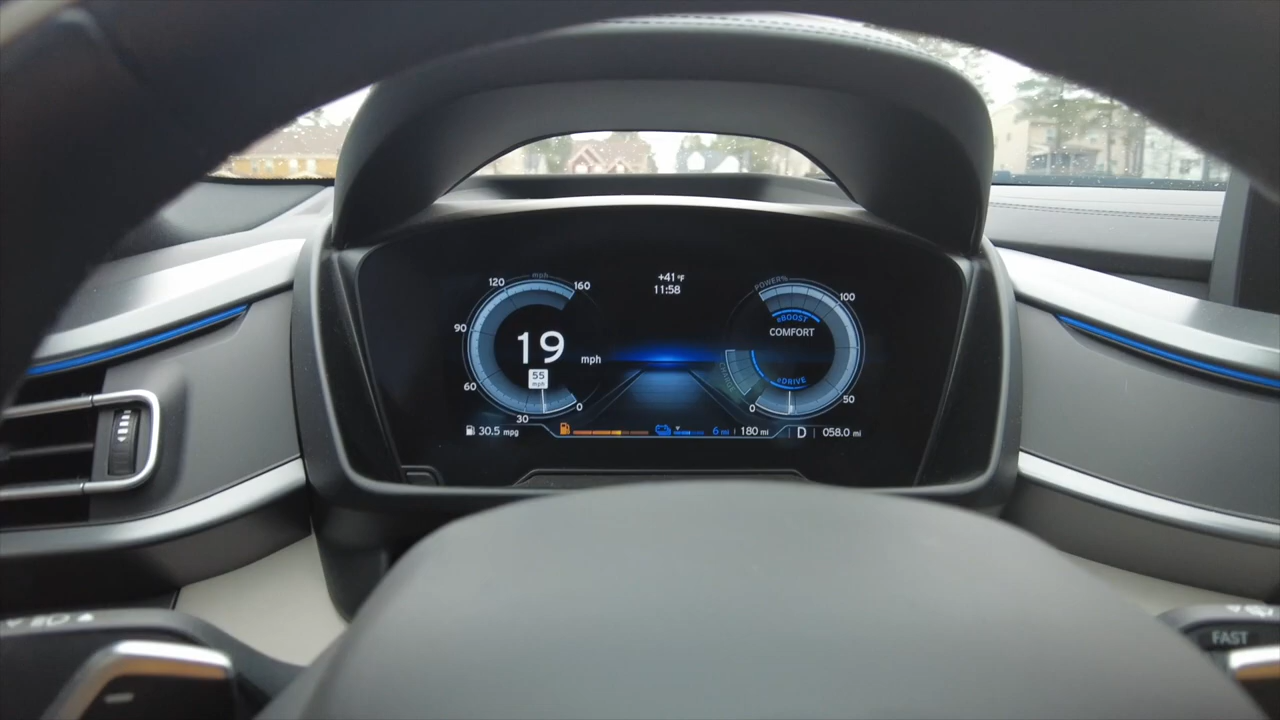 mph
120
160
90
60
30
0
19 mph
55
mph
+41°F
11:58
POWER%
100
eBOOST
COMFORT
CHARGE
eDRIVE
0
50
30.5 mpg
6 mi
180 mi
D
058.0 mi
FAST